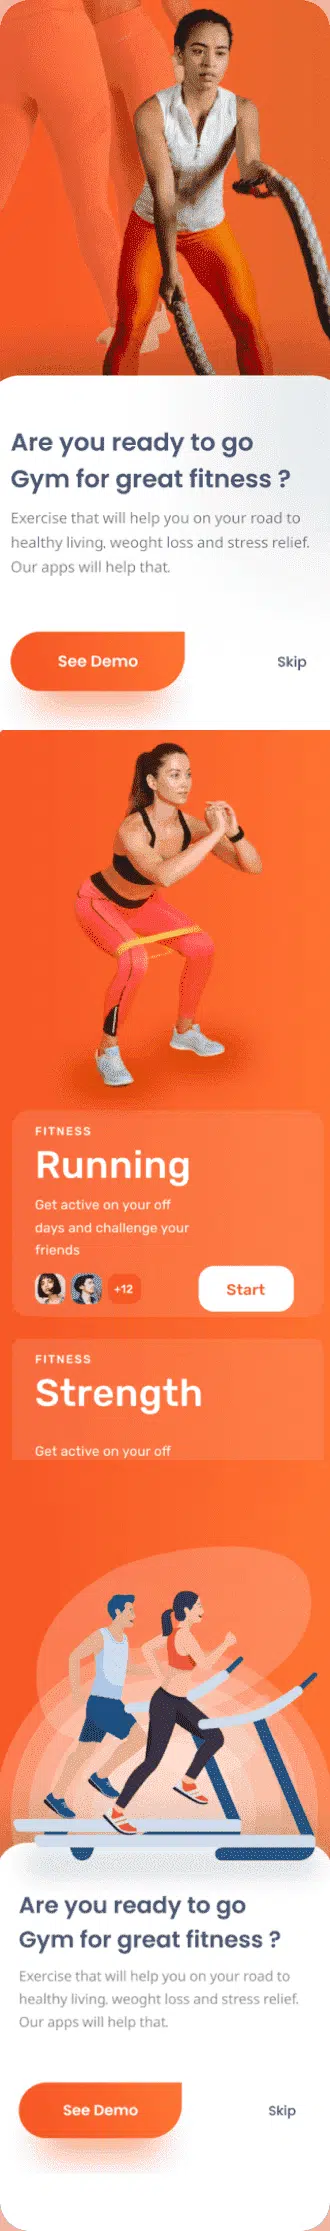 Are you ready to go
Gym for great fitness ?
Exercise that will help you on your road to
healthy living, weoght loss and stress relief.
Our apps will help that.
See Demo
Skip
FITNESS
Running
Get active on your off
days and challenge your
friends
+12
Start
FITNESS
Strength
Get active on your off
Are you ready to go
Gym for great fitness ?
Exercise that will help you on your road to
healthy living, weoght loss and stress relief.
Our apps will help that.
See Demo
Skip